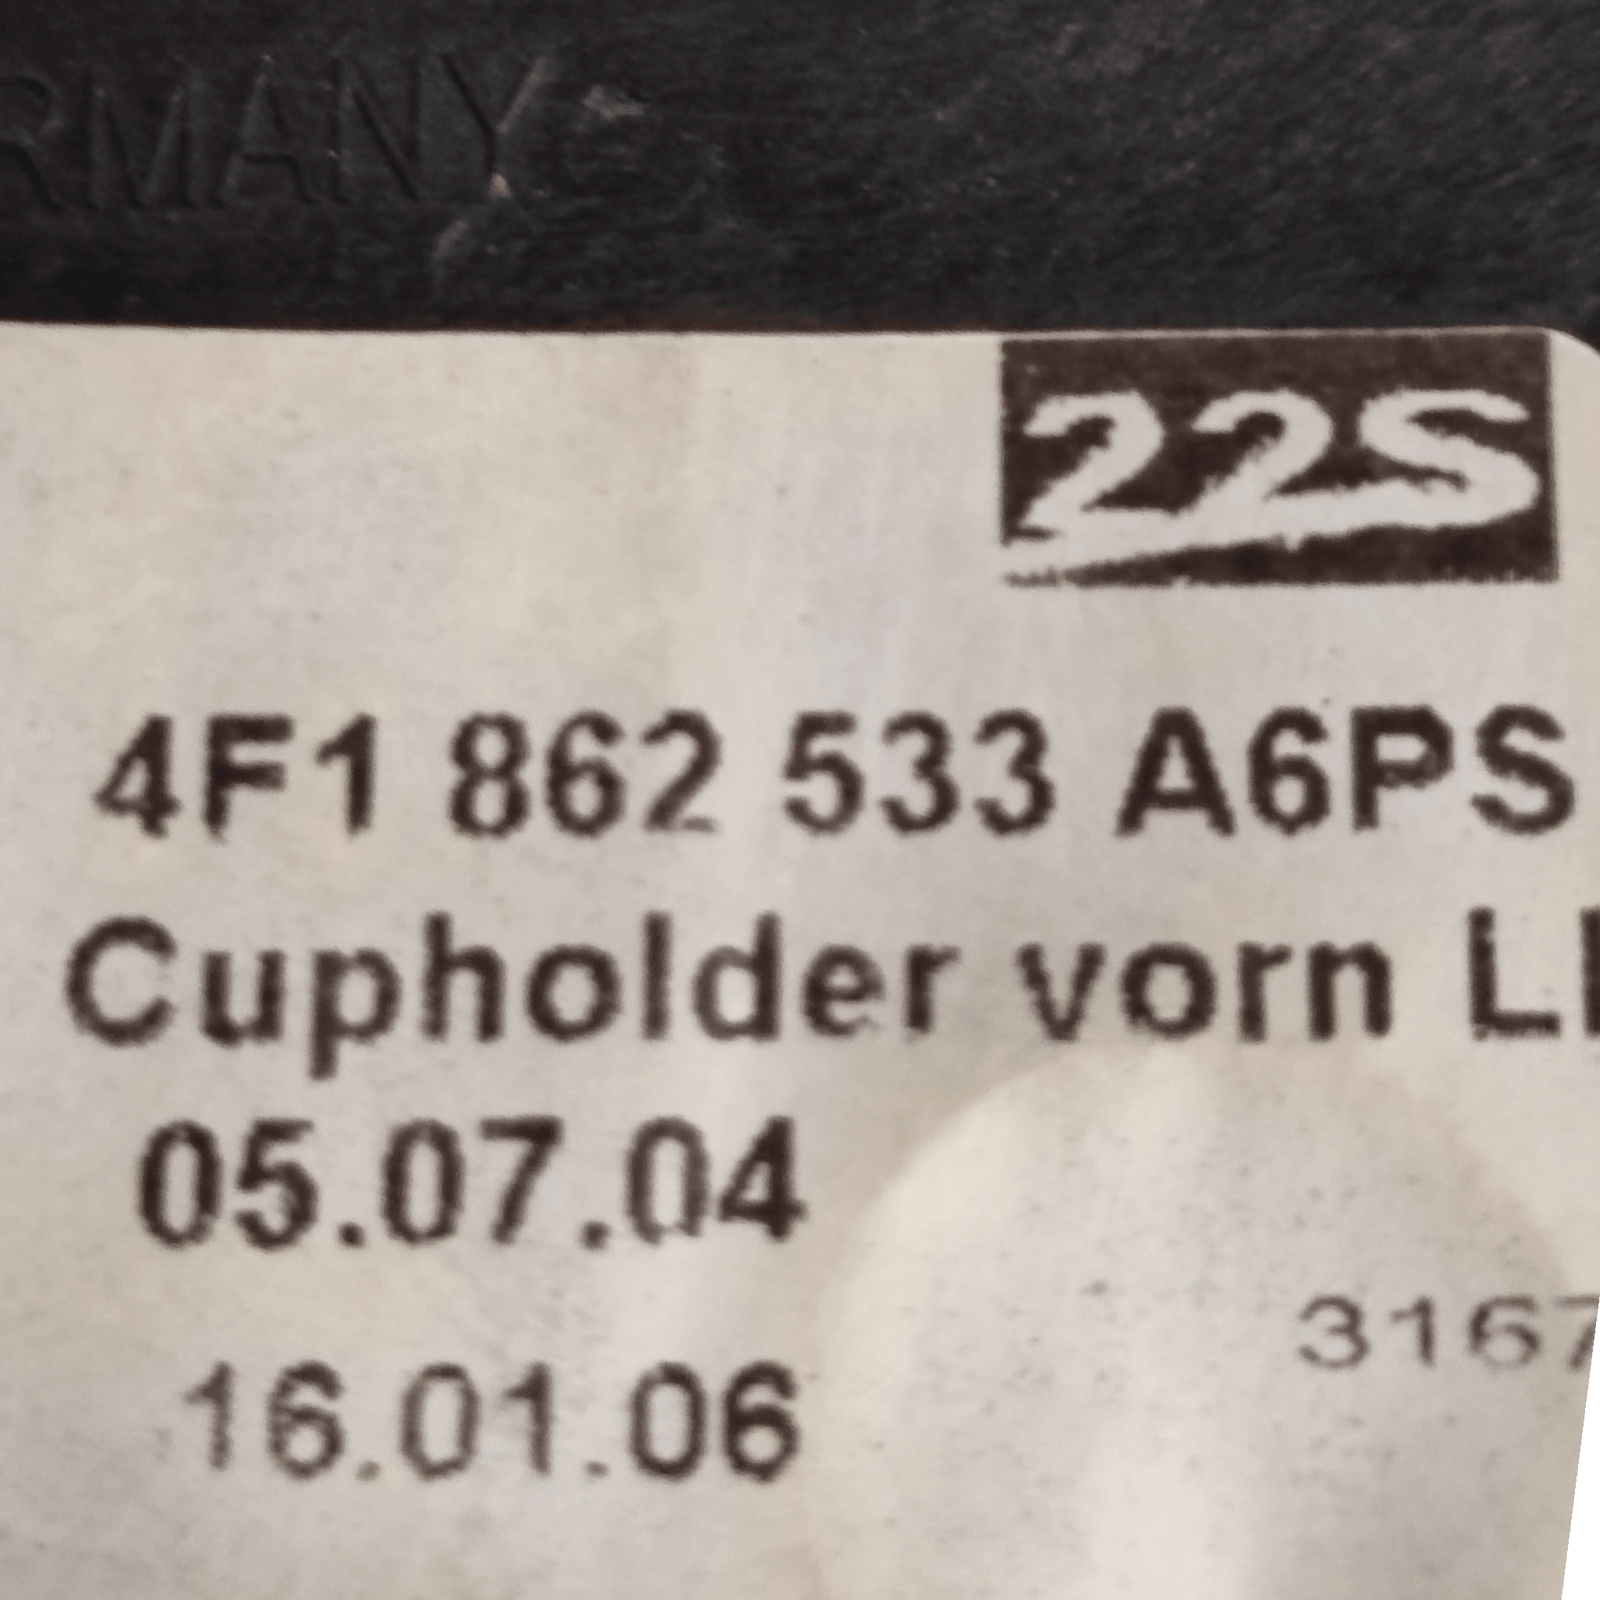 RMANY
22S
4F1 862 533 A6PS
Cupholder vorn L
05.07.04
3167
16.01.06